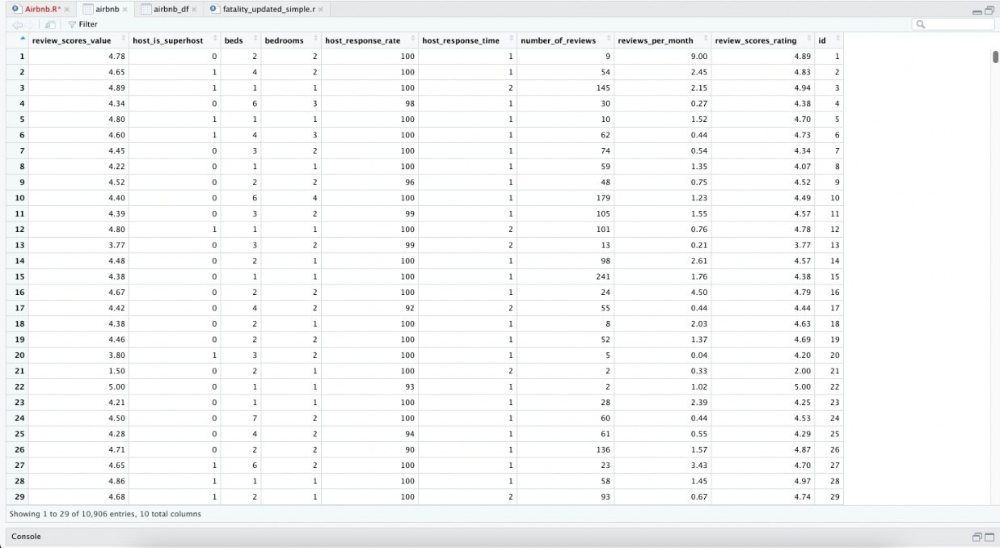 Airbnb.R* × airbnb × airbnb_df × fatality_updated_simple.r ×
Filter
review_scores_value host_is_superhost beds bedrooms host_response_rate host_response_time number_of_reviews reviews_per_month review_scores_rating id
1 4.78 0 2 2 100 1 9 9.00 4.89 1
2 4.65 1 4 2 100 1 54 2.45 4.83 2
3 4.89 1 1 1 100 2 145 2.15 4.94 3
4 4.34 0 6 3 98 1 30 0.27 4.38 4
5 4.80 1 1 1 100 1 10 1.52 4.70 5
6 4.60 1 4 3 100 1 62 0.44 4.73 6
7 4.45 0 3 2 100 1 74 0.54 4.34 7
8 4.22 0 1 1 100 1 59 1.35 4.07 8
9 4.52 0 2 2 96 1 48 0.75 4.52 9
10 4.40 0 6 4 100 1 179 1.23 4.49 10
11 4.39 0 3 2 99 1 105 1.55 4.57 11
12 4.80 1 1 1 100 2 101 0.76 4.78 12
13 3.77 0 3 2 99 2 13 0.21 3.77 13
14 4.48 0 2 1 100 1 98 2.61 4.57 14
15 4.38 0 1 1 100 1 241 1.76 4.38 15
16 4.67 0 2 2 100 1 24 4.50 4.79 16
17 4.42 0 4 2 92 2 55 0.44 4.44 17
18 4.38 0 2 1 100 1 8 2.03 4.63 18
19 4.46 0 2 2 100 1 52 1.37 4.69 19
20 3.80 1 3 2 100 1 5 0.04 4.20 20
21 1.50 0 2 1 100 2 2 0.33 2.00 21
22 5.00 0 1 1 93 1 2 1.02 5.00 22
23 4.21 0 1 1 100 1 28 2.39 4.25 23
24 4.50 0 7 2 100 1 60 0.44 4.53 24
25 4.28 0 4 2 94 1 61 0.55 4.29 25
26 4.71 0 2 2 90 1 136 1.57 4.87 26
27 4.65 1 6 2 100 1 23 3.43 4.70 27
28 4.86 1 1 1 100 1 58 1.45 4.97 28
29 4.68 1 2 1 100 2 93 0.67 4.74 29
Showing 1 to 29 of 10,906 entries, 10 total columns
Console